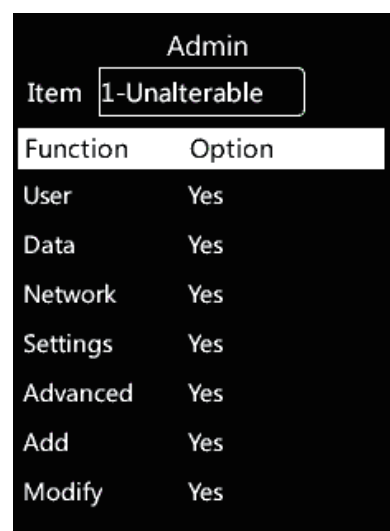 Admin
Item 1-Unalterable
Function Option
User Yes
Data Yes
Network Yes
Settings Yes
Advanced Yes
Add Yes
Modify Yes